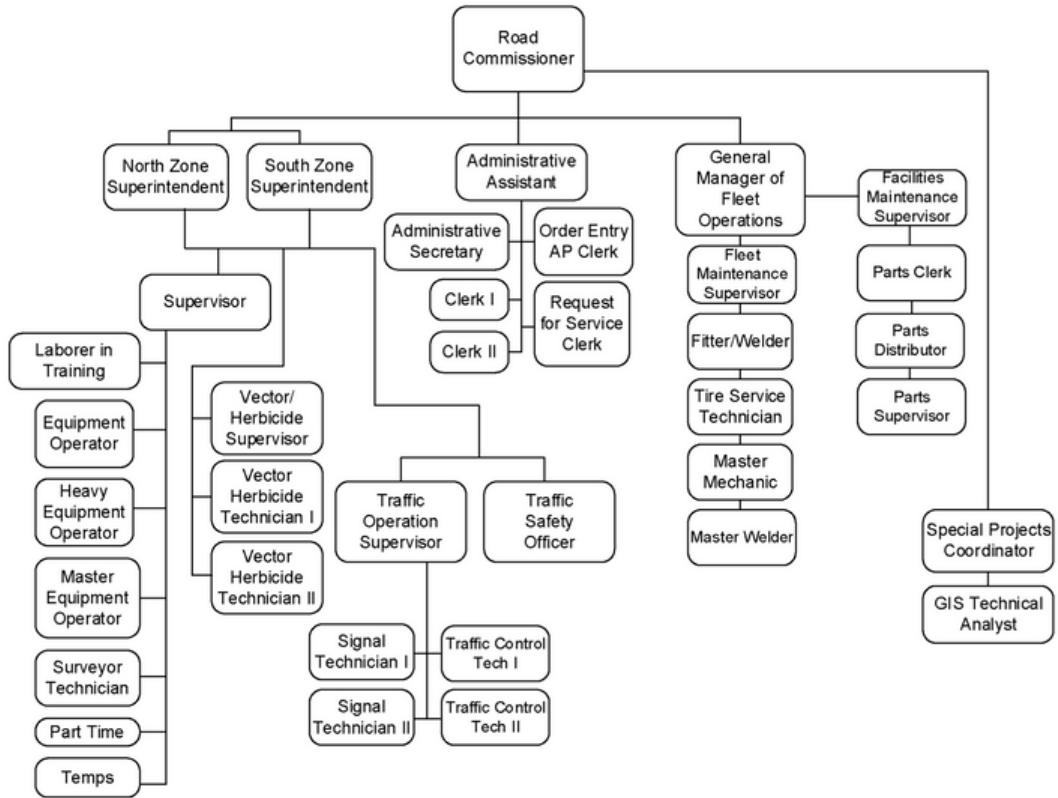 Road
Commissioner
North Zone
Superintendent
South Zone
Superintendent
Administrative
Assistant
General
Manager of
Fleet
Operations
Facilities
Maintenance
Supervisor
Administrative
Secretary
Order Entry
AP Clerk
Clerk I
Request
for Service
Clerk
Clerk II
Fleet
Maintenance
Supervisor
Fitter/Welder
Tire Service
Technician
Master
Mechanic
Master Welder
Parts Clerk
Parts
Distributor
Parts
Supervisor
Supervisor
Laborer in
Training
Equipment
Operator
Heavy
Equipment
Operator
Master
Equipment
Operator
Surveyor
Technician
Part Time
Temps
Vector/
Herbicide
Supervisor
Vector
Herbicide
Technician I
Vector
Herbicide
Technician II
Traffic
Operation
Supervisor
Traffic
Safety
Officer
Signal
Technician I
Traffic Control
Tech I
Signal
Technician II
Traffic Control
Tech II
Special Projects
Coordinator
GIS Technical
Analyst